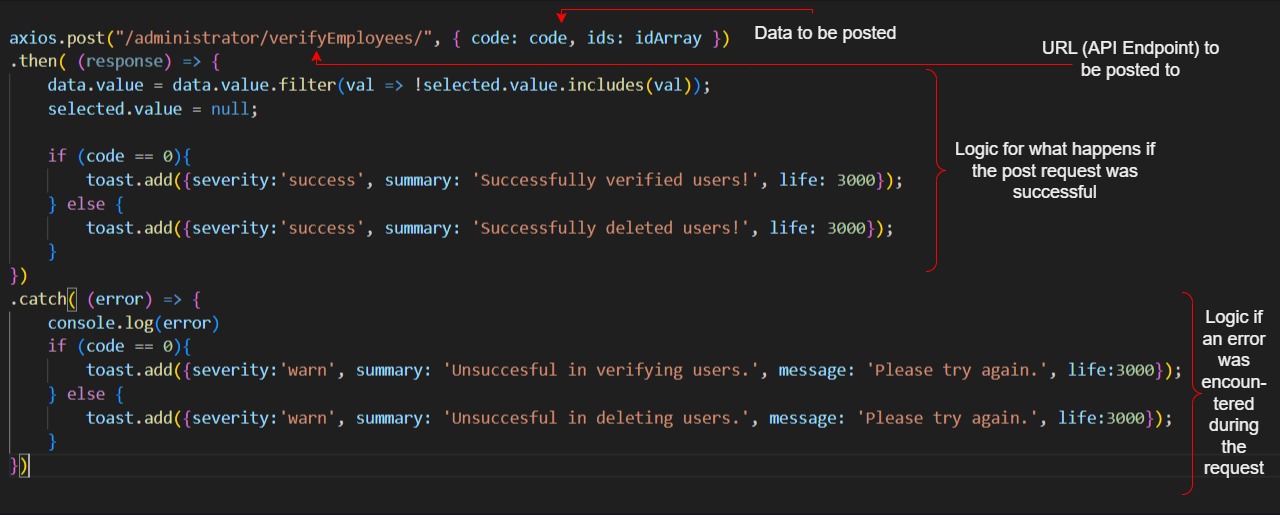 axios.post("/administrator/verifyEmployees/", { code: code, ids: idArray })
Data to be posted
URL (API Endpoint) to
be posted to
.then( (response) => {
data.value = data.value.filter(val => !selected.value.includes(val));
selected.value = null;
if (code == 0){
toast.add({severity:'success', summary: 'Successfully verified users!', life: 3000});
} else {
toast.add({severity:'success', summary: 'Successfully deleted users!', life: 3000});
}
})
Logic for what happens if
the post request was
successful
.catch( (error) => {
console.log(error)
if (code == 0){
toast.add({severity:'warn', summary: 'Unsuccesful in verifying users.', message: 'Please try again.', life:3000});
} else {
toast.add({severity:'warn', summary: 'Unsuccesful in deleting users.', message: 'Please try again.', life:3000});
}
})
Logic if
an error
was
encoun-
tered
during
the
request